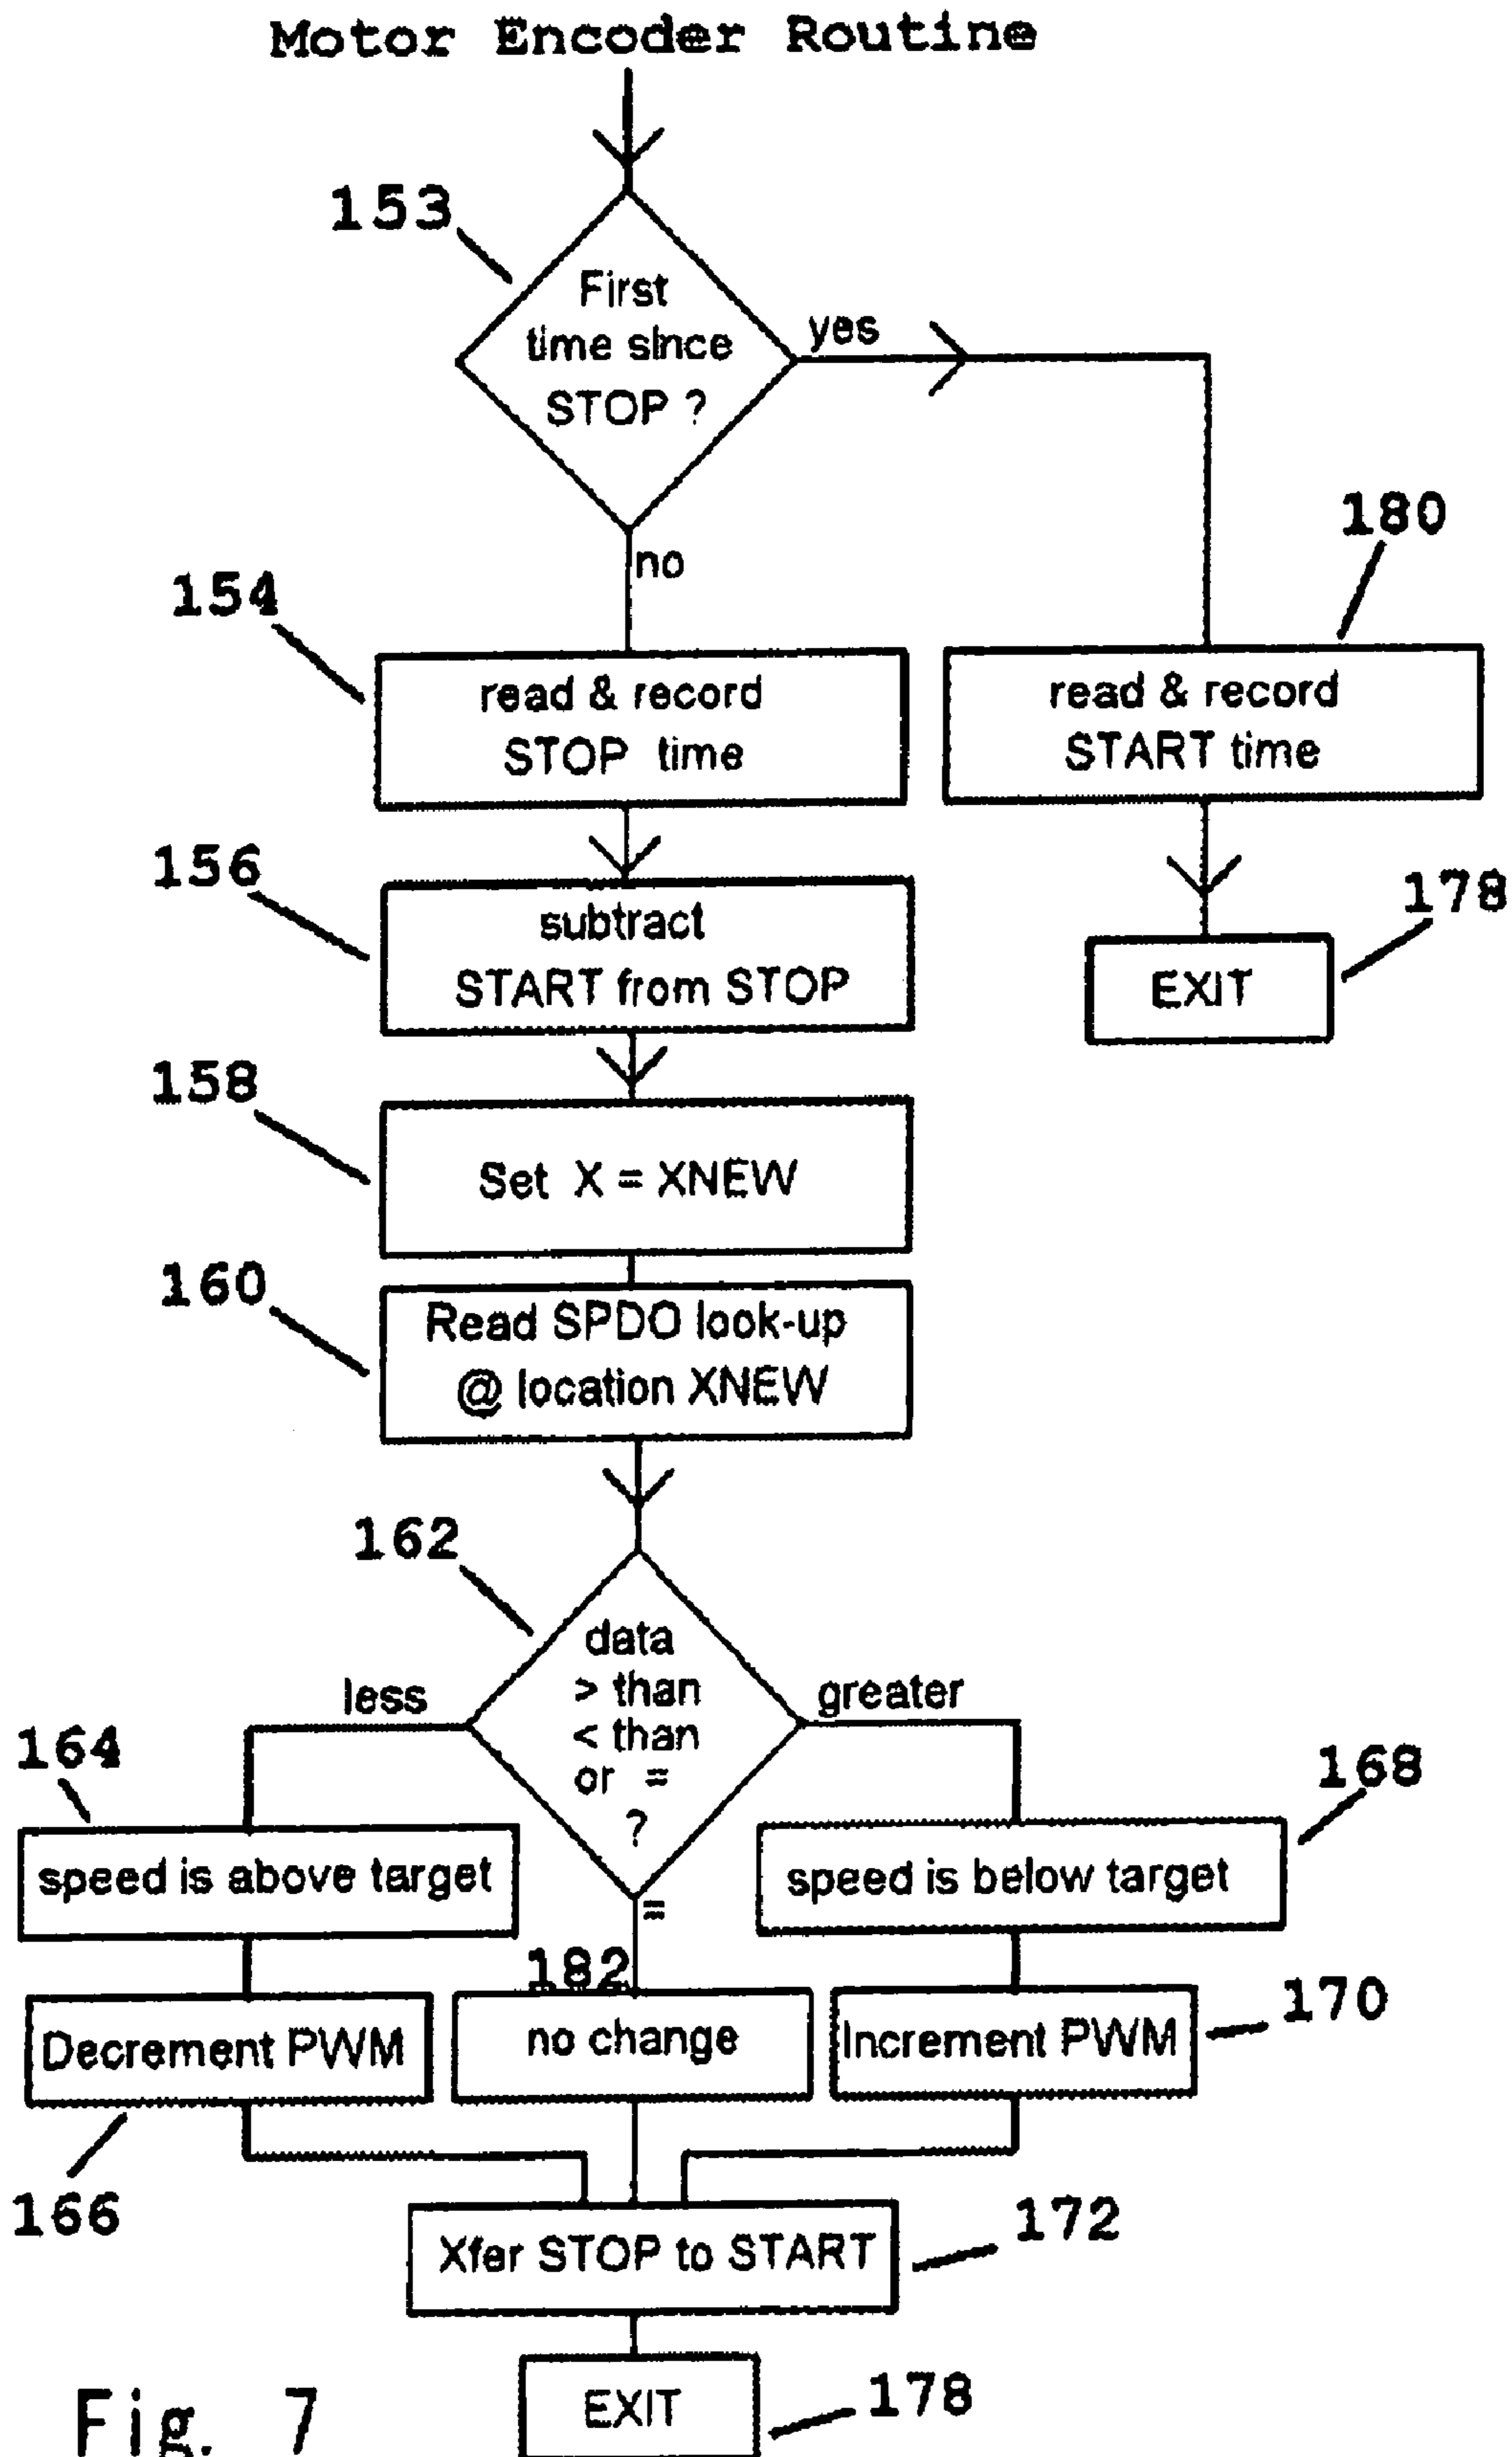 Motor Encoder Routine
153
First
time since
STOP ?
yes
no
180
154
read & record
STOP time
read & record
START time
156
subtract
START from STOP
178
EXIT
158
Set X = XNEW
160
Read SPDO look-up
@ location XNEW
162
data
> than
< than
or =
?
less
greater
=
164
speed is above target
168
speed is below target
182
Decrement PWM
no change
Increment PWM
170
166
Xfer STOP to START
172
EXIT
178
Fig. 7